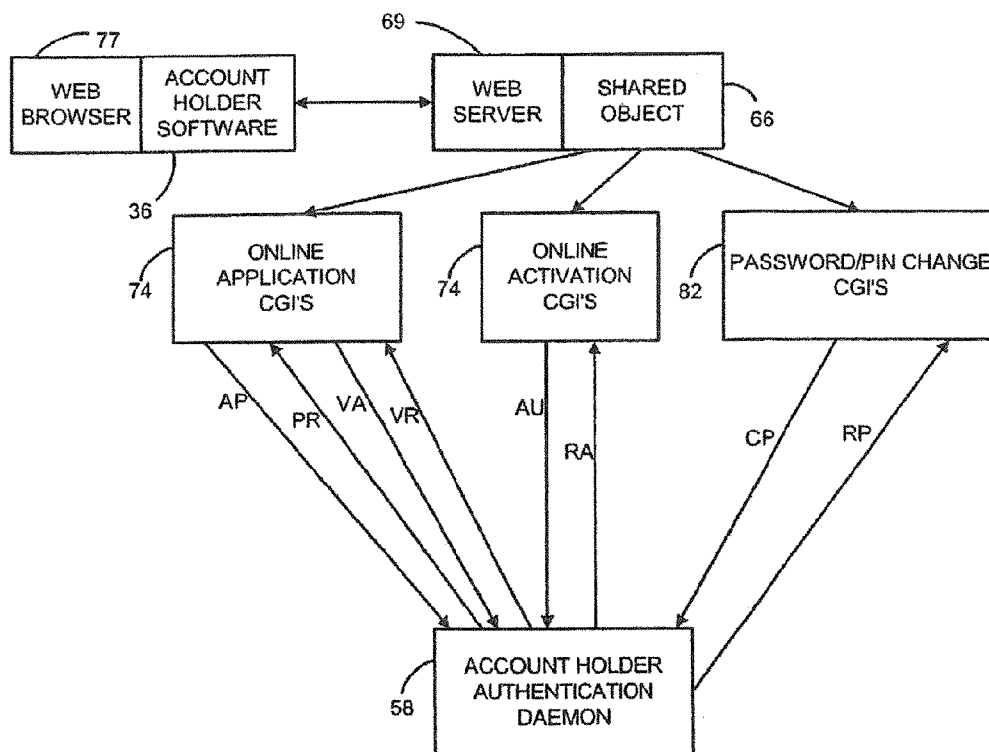 77
69
WEB
BROWSER
ACCOUNT
HOLDER
SOFTWARE
WEB
SERVER
SHARED
OBJECT
66
36
ONLINE
APPLICATION
CGI'S
74
ONLINE
ACTIVATION
CGI'S
74
PASSWORD/PIN CHANGE
CGI'S
82
AP
PR
VA
VR
AU
RA
CP
RP
ACCOUNT HOLDER
AUTHENTICATION
DAEMON
58